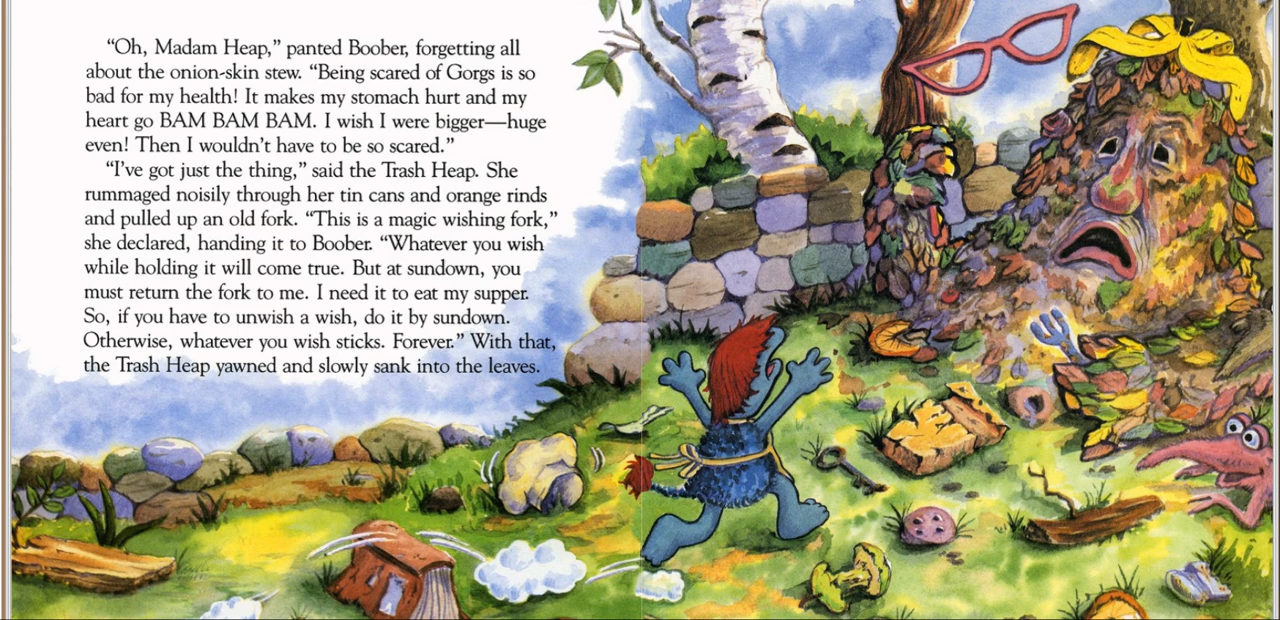 “Oh, Madam Heap,” panted Boober, forgetting all
about the onion-skin stew. “Being scared of Gorgs is so
bad for my health! It makes my stomach hurt and my
heart go BAM BAM BAM. I wish I were bigger—huge
even! Then I wouldn’t have to be so scared.”
“I’ve got just the thing,” said the Trash Heap. She
rummaged noisily through her tin cans and orange rinds
and pulled up an old fork. “This is a magic wishing fork,”
she declared, handing it to Boober. “Whatever you wish
while holding it will come true. But at sundown, you
must return the fork to me. I need it to eat my supper.
So, if you have to unwish a wish, do it by sundown.
Otherwise, whatever you wish sticks. Forever.” With that,
the Trash Heap yawned and slowly sank into the leaves.